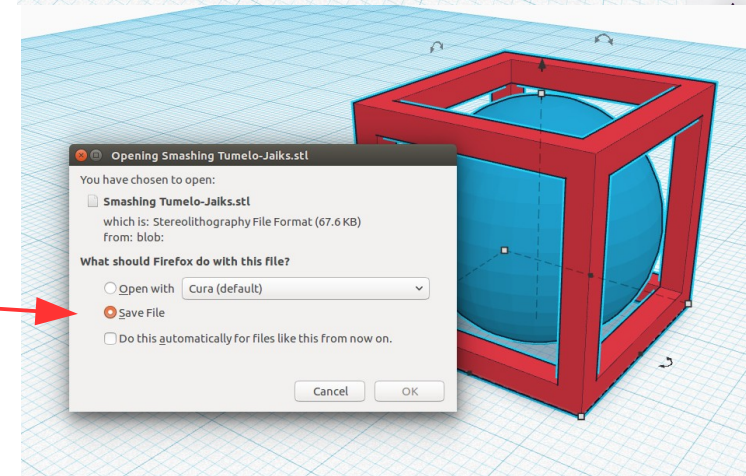 Opening Smashing Tumelo-Jaiks.stl
You have chosen to open:
Smashing Tumelo-Jaiks.stl
which is: Stereolithography File Format (67.6 KB)
from: blob:
What should Firefox do with this file?
Open with Cura (default)
Save File
Do this automatically for files like this from now on.
Cancel OK